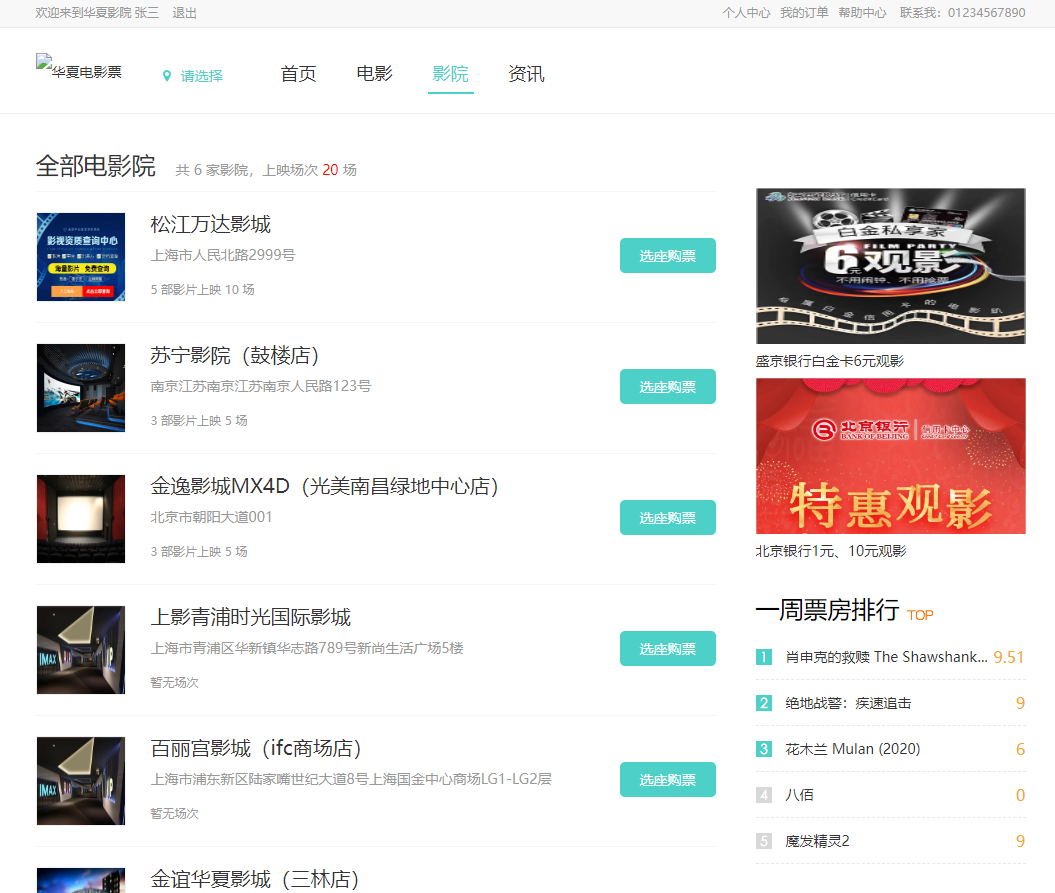 欢迎来到华夏影院 张三 退出
个人中心 我的订单 帮助中心 联系我：01234567890
华夏电影票
请选择
首页 电影 影院 资讯
全部电影院 共 6 家影院，上映场次 20 场
影视资质查询中心
海量影片 免费查询
松江万达影城
上海市人民北路2999号
5 部影片上映 10 场
选座购票
苏宁影院（鼓楼店）
南京江苏南京江苏南京人民路123号
3 部影片上映 5 场
选座购票
金逸影城MX4D（光美南昌绿地中心店）
北京市朝阳大道001
3 部影片上映 5 场
选座购票
IMAX
上影青浦时光国际影城
上海市青浦区华新镇华志路789号新尚生活广场5楼
暂无场次
选座购票
IMAX
百丽宫影城（ifc商场店）
上海市浦东新区陆家嘴世纪大道8号上海国金中心商场LG1-LG2层
暂无场次
选座购票
金谊华夏影城（三林店）
白金私享家
FILM PARTY
6元观影
不用闹钟、不用抢票
专属白金信用卡的电影趴
盛京银行白金卡6元观影
北京银行 信用卡中心
BANK OF BEIJING
特惠观影
北京银行1元、10元观影
一周票房排行 TOP
1 肖申克的救赎 The Shawshank... 9.51
2 绝地战警：疾速追击 9
3 花木兰 Mulan (2020) 6
4 八佰 0
5 魔发精灵2 9